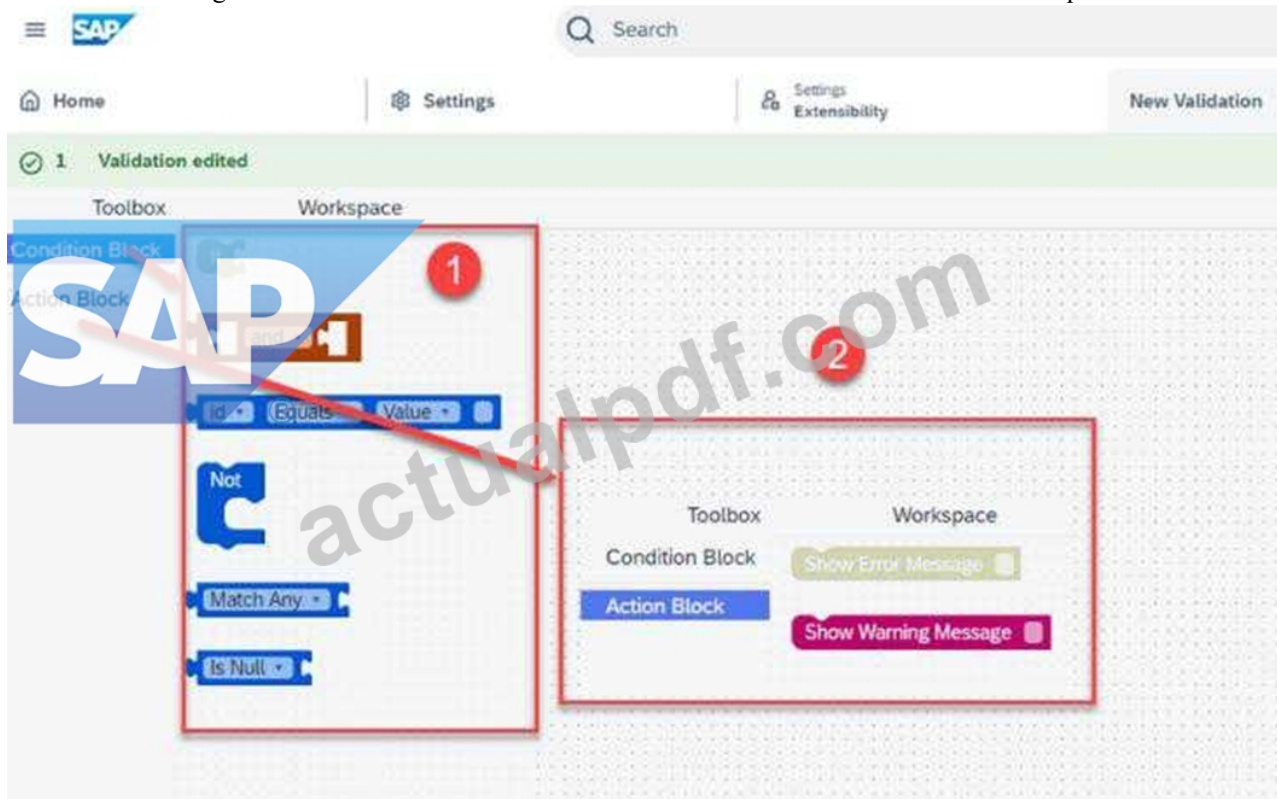 SAP
Search
Home
Settings
Settings
Extensibility
New Validation
1 Validation edited
Toolbox
Workspace
Condition Block
Action Block
SAP
1
and
id
Equals
Value
Not
Match Any
Is Null
2
actualpdf.com
Toolbox
Workspace
Condition Block
Show Error Message
Action Block
Show Warning Message